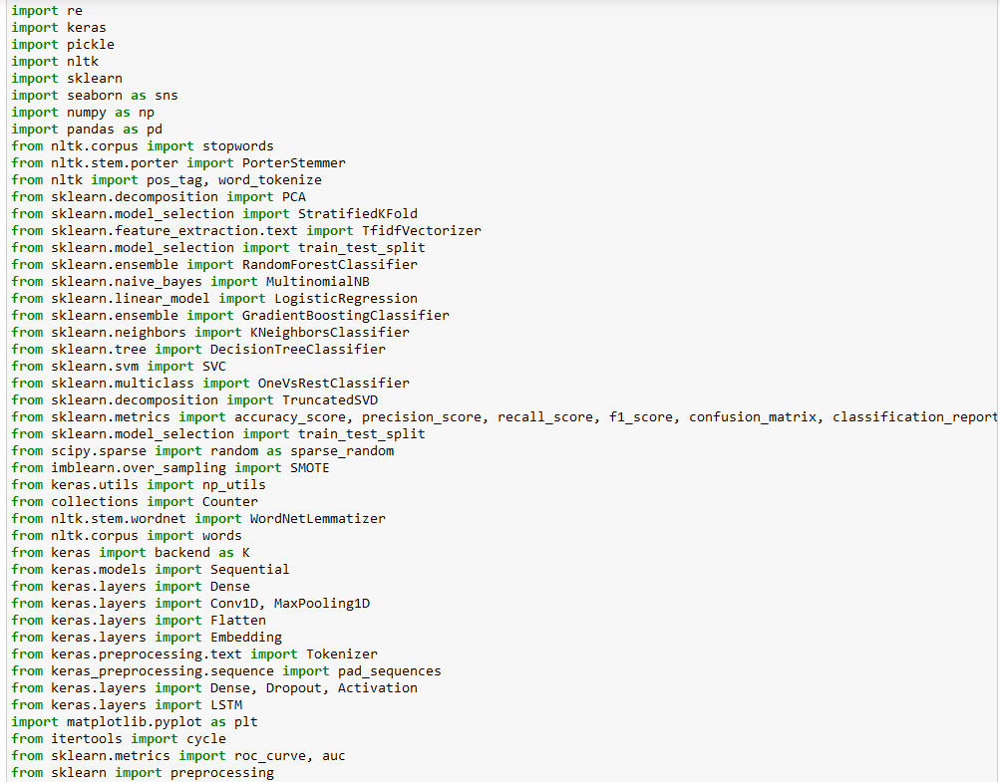 import re
import keras
import pickle
import nltk
import sklearn
import seaborn as sns
import numpy as np
import pandas as pd
from nltk.corpus import stopwords
from nltk.stem.porter import PorterStemmer
from nltk import pos_tag, word_tokenize
from sklearn.decomposition import PCA
from sklearn.model_selection import StratifiedKFold
from sklearn.feature_extraction.text import TfidfVectorizer
from sklearn.model_selection import train_test_split
from sklearn.ensemble import RandomForestClassifier
from sklearn.naive_bayes import MultinomialNB
from sklearn.linear_model import LogisticRegression
from sklearn.ensemble import GradientBoostingClassifier
from sklearn.neighbors import KNeighborsClassifier
from sklearn.tree import DecisionTreeClassifier
from sklearn.svm import SVC
from sklearn.multiclass import OneVsRestClassifier
from sklearn.decomposition import TruncatedSVD
from sklearn.metrics import accuracy_score, precision_score, recall_score, f1_score, confusion_matrix, classification_report
from sklearn.model_selection import train_test_split
from scipy.sparse import random as sparse_random
from imblearn.over_sampling import SMOTE
from keras.utils import np_utils
from collections import Counter
from nltk.stem.wordnet import WordNetLemmatizer
from nltk.corpus import words
from keras import backend as K
from keras.models import Sequential
from keras.layers import Dense
from keras.layers import Conv1D, MaxPooling1D
from keras.layers import Flatten
from keras.layers import Embedding
from keras.preprocessing.text import Tokenizer
from keras_preprocessing.sequence import pad_sequences
from keras.layers import Dense, Dropout, Activation
from keras.layers import LSTM
import matplotlib.pyplot as plt
from itertools import cycle
from sklearn.metrics import roc_curve, auc
from sklearn import preprocessing